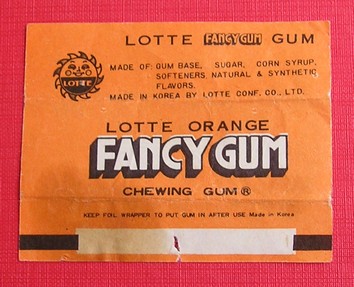 LOTTE FANCY GUM GUM
LOTTE
MADE OF: GUM BASE, SUGAR, CORN SYRUP,
SOFTENERS, NATURAL & SYNTHETIC
FLAVORS.
MADE IN KOREA BY LOTTE CONF. CO., LTD.
LOTTE ORANGE
FANCY GUM
CHEWING GUM®
KEEP FOIL WRAPPER TO PUT GUM IN AFTER USE Made in Korea